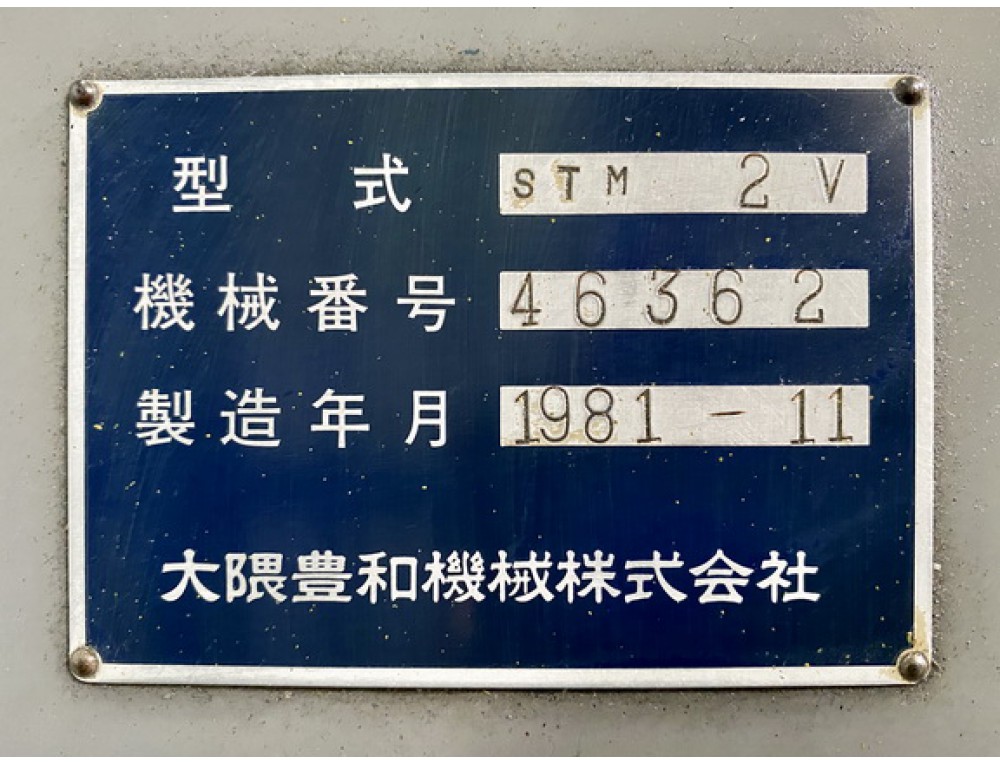 型式 STM 2V
機械番号 46362
製造年月 1981-11
大隈豊和機械株式会社